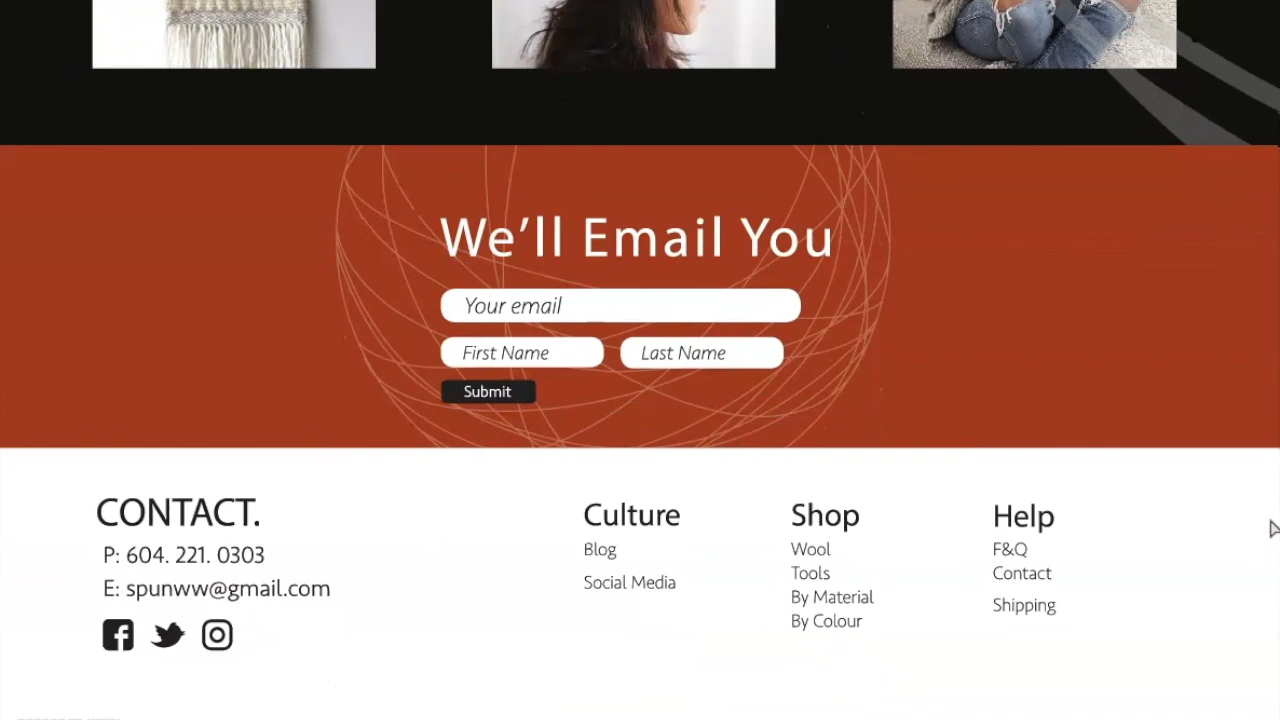 We'll Email You
Your email
First Name
Last Name
Submit
CONTACT.
P: 604. 221. 0303
E: spunww@gmail.com
Culture
Blog
Social Media
Shop
Wool
Tools
By Material
By Colour
Help
F&Q
Contact
Shipping